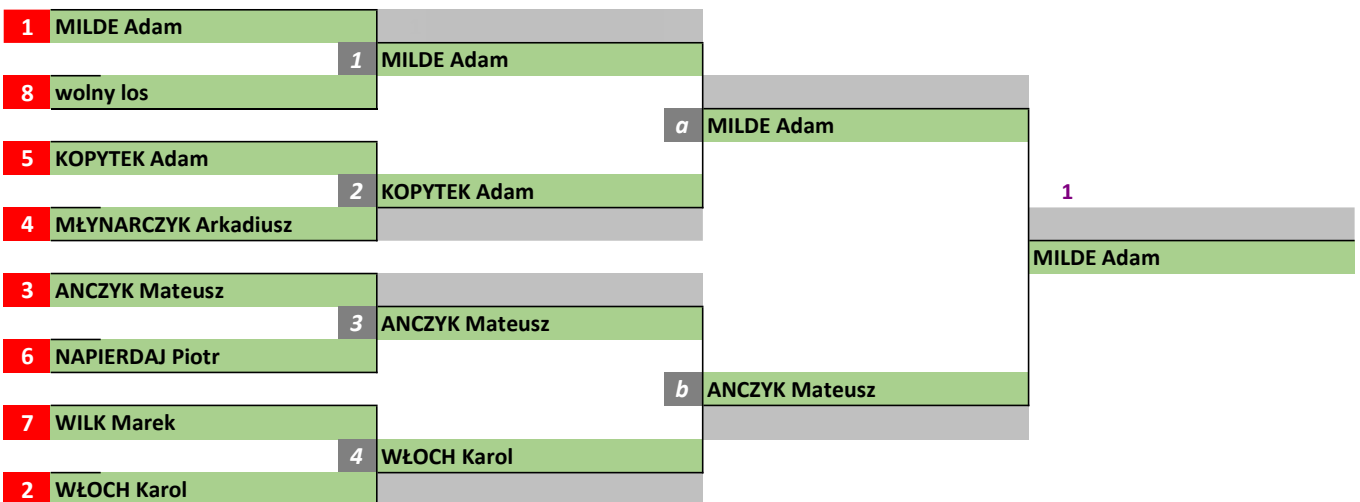 1 MILDE Adam
1 MILDE Adam
8 wolny los
a MILDE Adam
5 KOPYTEK Adam
2 KOPYTEK Adam
1
4 MŁYNARCZYK Arkadiusz
MILDE Adam
3 ANCZYK Mateusz
3 ANCZYK Mateusz
6 NAPIERDAJ Piotr
b ANCZYK Mateusz
7 WILK Marek
4 WŁOCH Karol
2 WŁOCH Karol